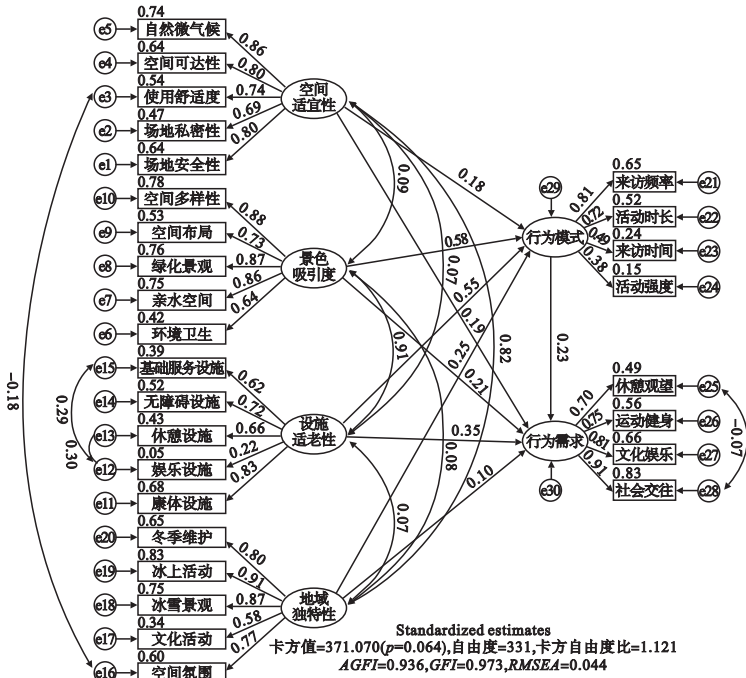 0.74
e5 自然微气候 0.86
0.64
e4 空间可达性 0.80
0.54
e3 使用舒适度 0.74
0.47
e2 场地私密性 0.69
0.64
e1 场地安全性 0.80
空间
适宜性
0.78
e10 空间多样性 0.88
0.53
e9 空间布局 0.73
0.76
e8 绿化景观 0.87
0.75
e7 亲水空间 0.86
0.42
e6 环境卫生 0.64
景色
吸引度
0.39
e15 基础服务设施 0.62
0.52
e14 无障碍设施 0.72
0.43
e13 休憩设施 0.66
0.05
e12 娱乐设施 0.22
0.68
e11 康体设施 0.83
设施
适老性
0.65
e20 冬季维护 0.80
0.83
e19 冰上活动 0.91
0.75
e18 冰雪景观 0.87
0.34
e17 文化活动 0.58
0.60
e16 空间氛围 0.77
地域
独特性
-0.18
0.29
0.30
0.09
0.07
0.91
0.82
0.08
0.07
0.18
0.58
0.55
0.25
0.19
0.21
0.35
0.10
e29
行为模式
0.23
行为需求
e30
0.65
0.81 来访频率 e21
0.52
0.72 活动时长 e22
0.24
0.49 来访时间 e23
0.15
0.38 活动强度 e24
0.49
0.70 休憩观望 e25
0.56
0.75 运动健身 e26
0.66
0.81 文化娱乐 e27
0.83
0.91 社会交往 e28
-0.07
Standardized estimates
卡方值=371.070(p=0.064),自由度=331,卡方自由度比=1.121
AGFI=0.936,GFI=0.973,RMSEA=0.044